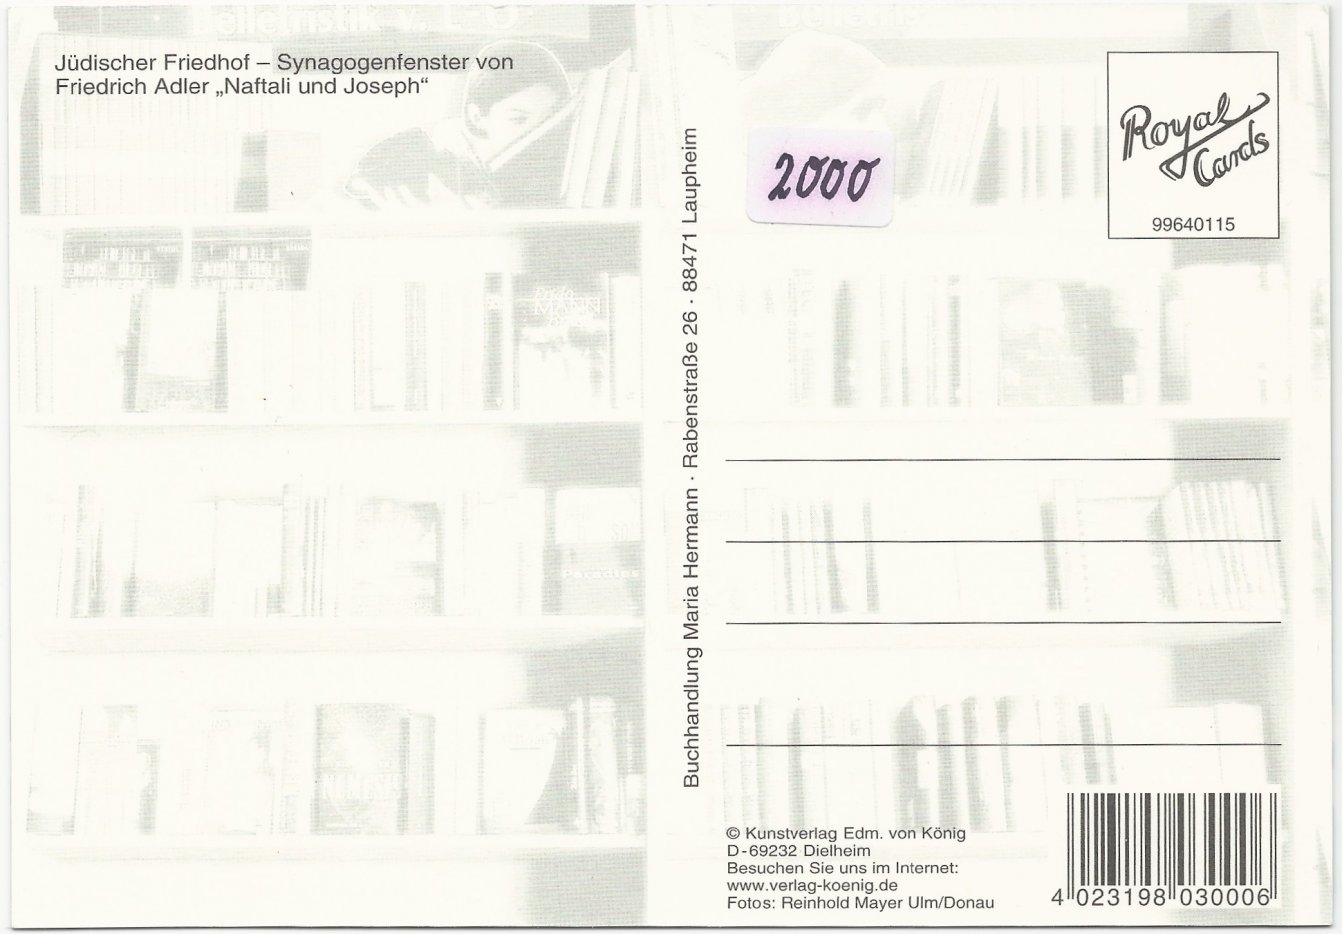 Belletristik v. L-O
Jüdischer Friedhof – Synagogenfenster von
Friedrich Adler „Naftali und Joseph“
Buchhandlung Maria Hermann · Rabenstraße 26 · 88471 Laupheim
2000
Royal
Cards
99640115
Paradies
© Kunstverlag Edm. von König
D-69232 Dielheim
Besuchen Sie uns im Internet:
www.verlag-koenig.de
Fotos: Reinhold Mayer Ulm/Donau
4 023198 030006